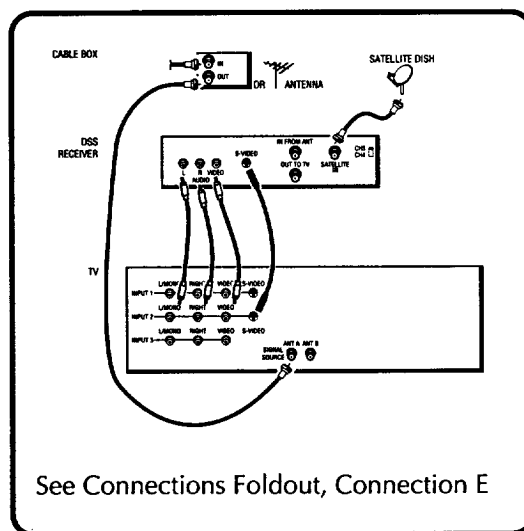 CABLE BOX
IN
OUT
OR ANTENNA
SATELLITE DISH
DSS RECEIVER
L R VIDEO
AUDIO
S-VIDEO
IN FROM ANT
OUT TO TV
SATELLITE IN
CH3
CH4
TV
L/MONO RIGHT VIDEO S-VIDEO
INPUT 1
L/MONO RIGHT VIDEO
INPUT 2
L/MONO RIGHT VIDEO S-VIDEO
INPUT 3
SIGNAL SOURCE
ANT A ANT B
See Connections Foldout, Connection E